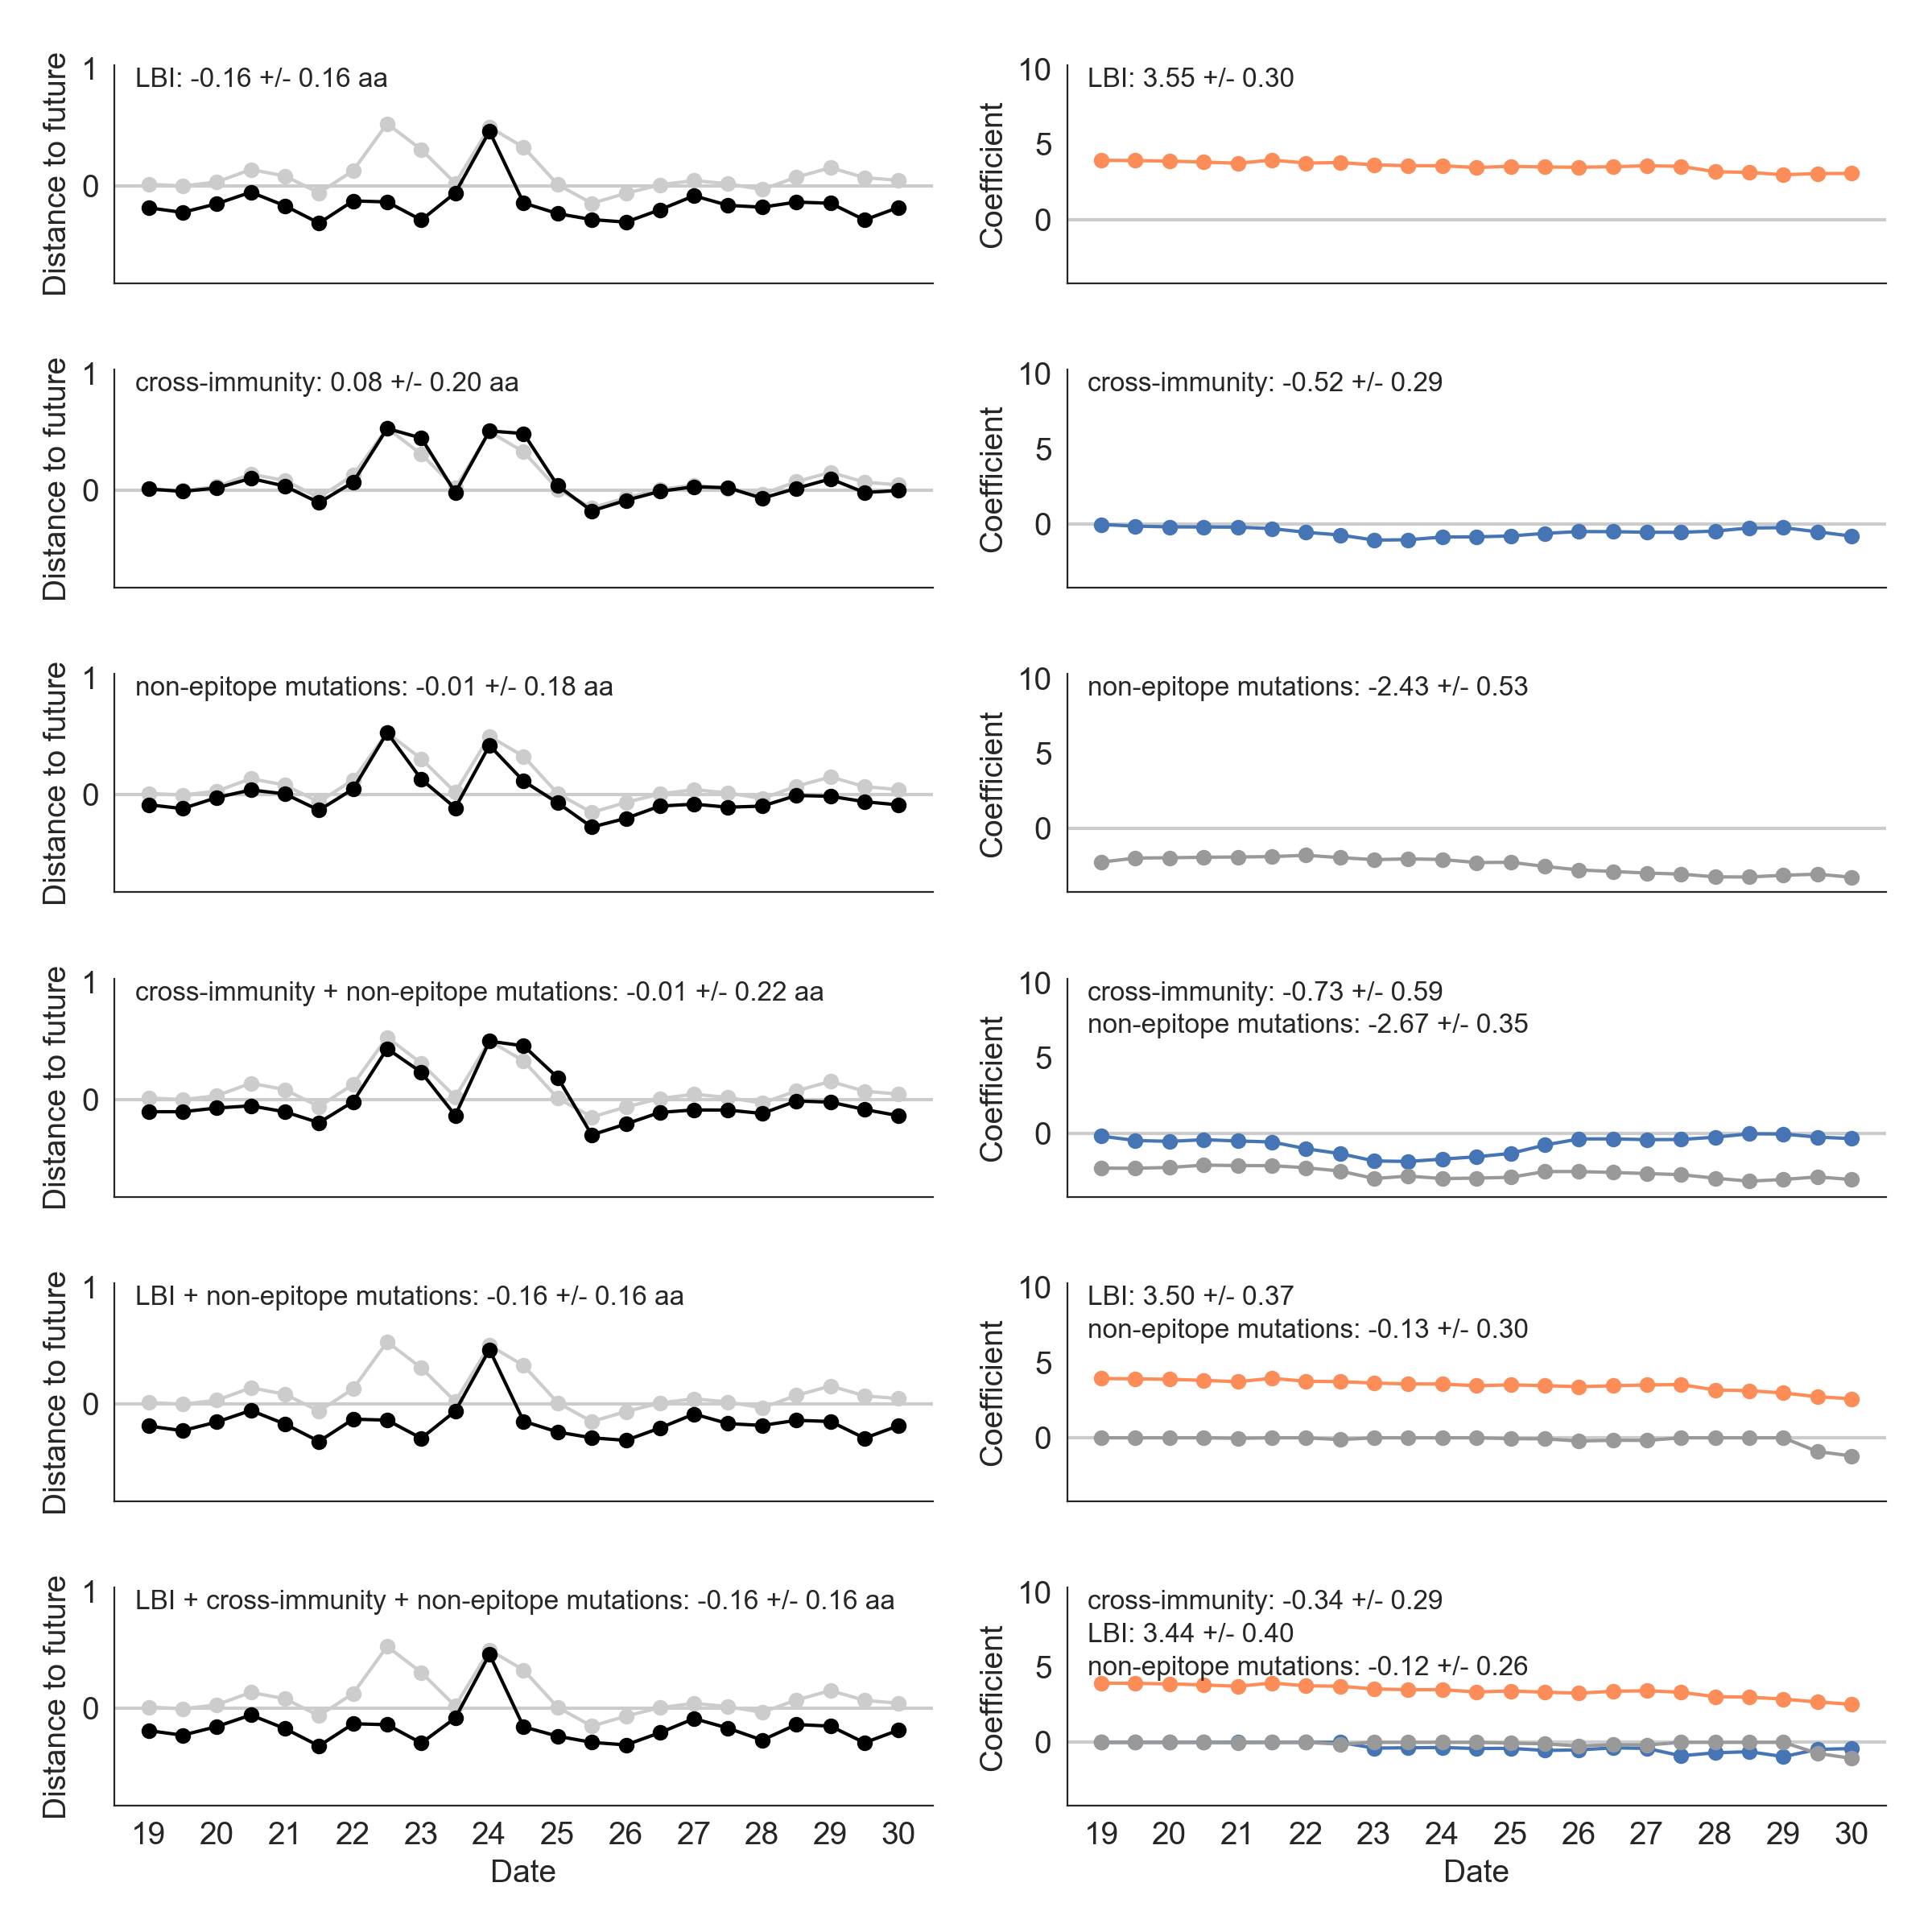 LBI: -0.16 +/- 0.16 aa
Distance to future
1
0
LBI: 3.55 +/- 0.30
Coefficient
10
5
0
cross-immunity: 0.08 +/- 0.20 aa
Distance to future
1
0
cross-immunity: -0.52 +/- 0.29
Coefficient
10
5
0
non-epitope mutations: -0.01 +/- 0.18 aa
Distance to future
1
0
non-epitope mutations: -2.43 +/- 0.53
Coefficient
10
5
0
cross-immunity + non-epitope mutations: -0.01 +/- 0.22 aa
Distance to future
1
0
cross-immunity: -0.73 +/- 0.59
non-epitope mutations: -2.67 +/- 0.35
Coefficient
10
5
0
LBI + non-epitope mutations: -0.16 +/- 0.16 aa
Distance to future
1
0
LBI: 3.50 +/- 0.37
non-epitope mutations: -0.13 +/- 0.30
Coefficient
10
5
0
LBI + cross-immunity + non-epitope mutations: -0.16 +/- 0.16 aa
Distance to future
1
0
19 20 21 22 23 24 25 26 27 28 29 30
Date
cross-immunity: -0.34 +/- 0.29
LBI: 3.44 +/- 0.40
non-epitope mutations: -0.12 +/- 0.26
Coefficient
10
5
0
19 20 21 22 23 24 25 26 27 28 29 30
Date